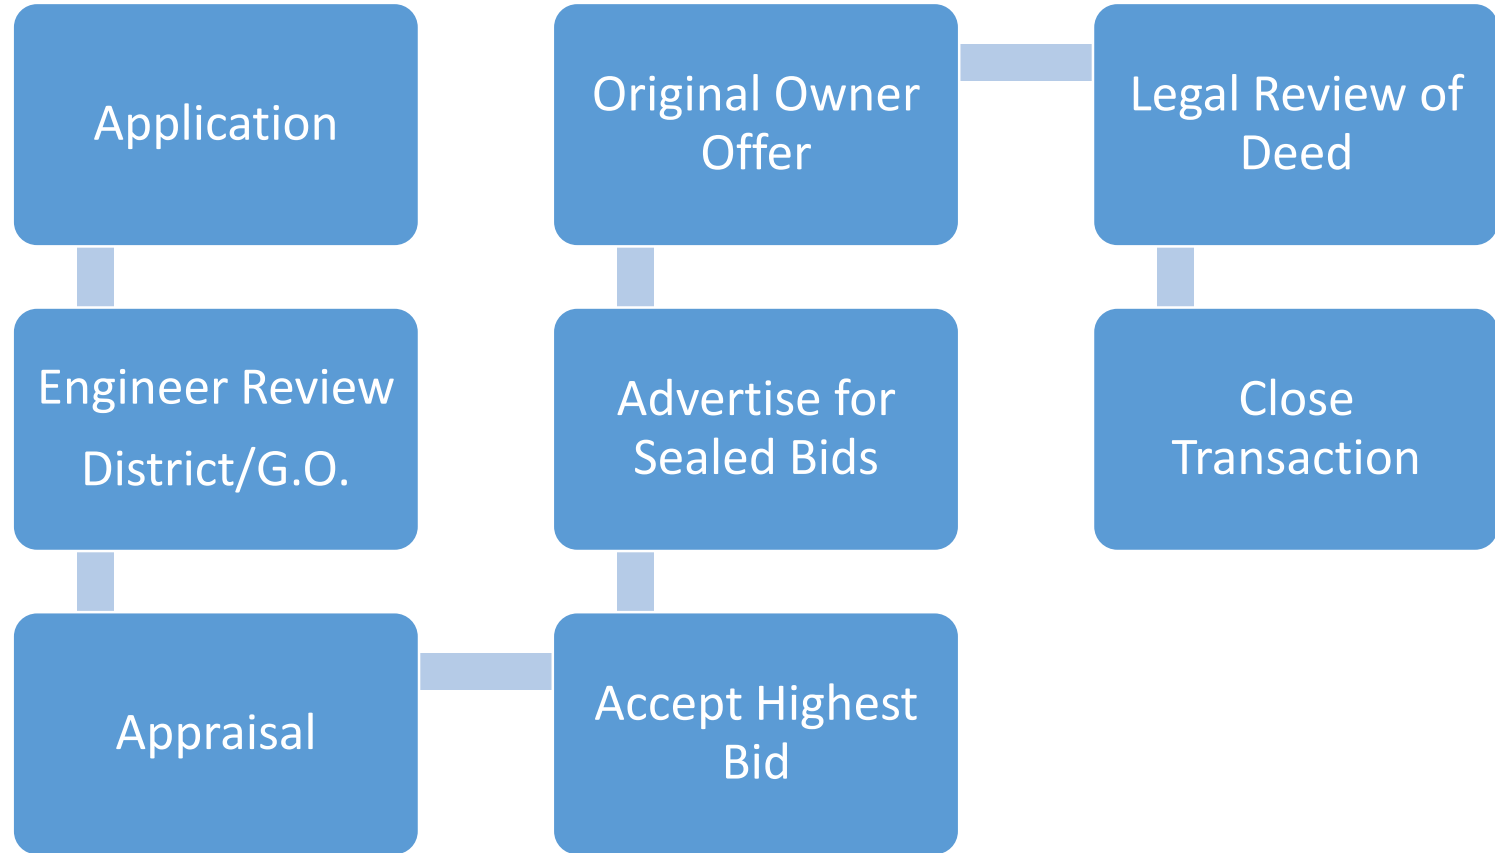 Application
Engineer Review
District/G.O.
Appraisal
Accept Highest
Bid
Advertise for
Sealed Bids
Original Owner
Offer
Legal Review of
Deed
Close
Transaction